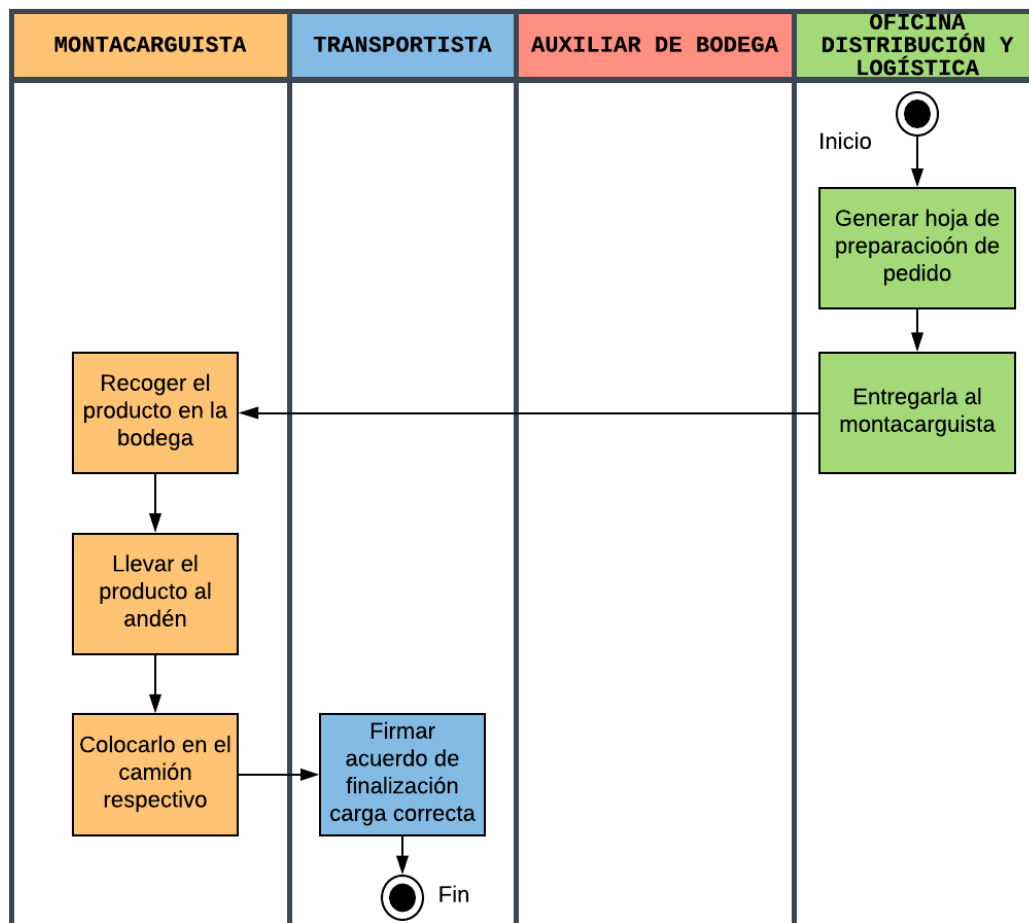 MONTACARGUISTA
TRANSPORTISTA
AUXILIAR DE BODEGA
OFICINA
DISTRIBUCIÓN Y
LOGÍSTICA
Inicio
Generar hoja de
preparacioón de
pedido
Entregarla al
montacarguista
Recoger el
producto en la
bodega
Llevar el
producto al
andén
Colocarlo en el
camión
respectivo
Firmar
acuerdo de
finalización
carga correcta
Fin